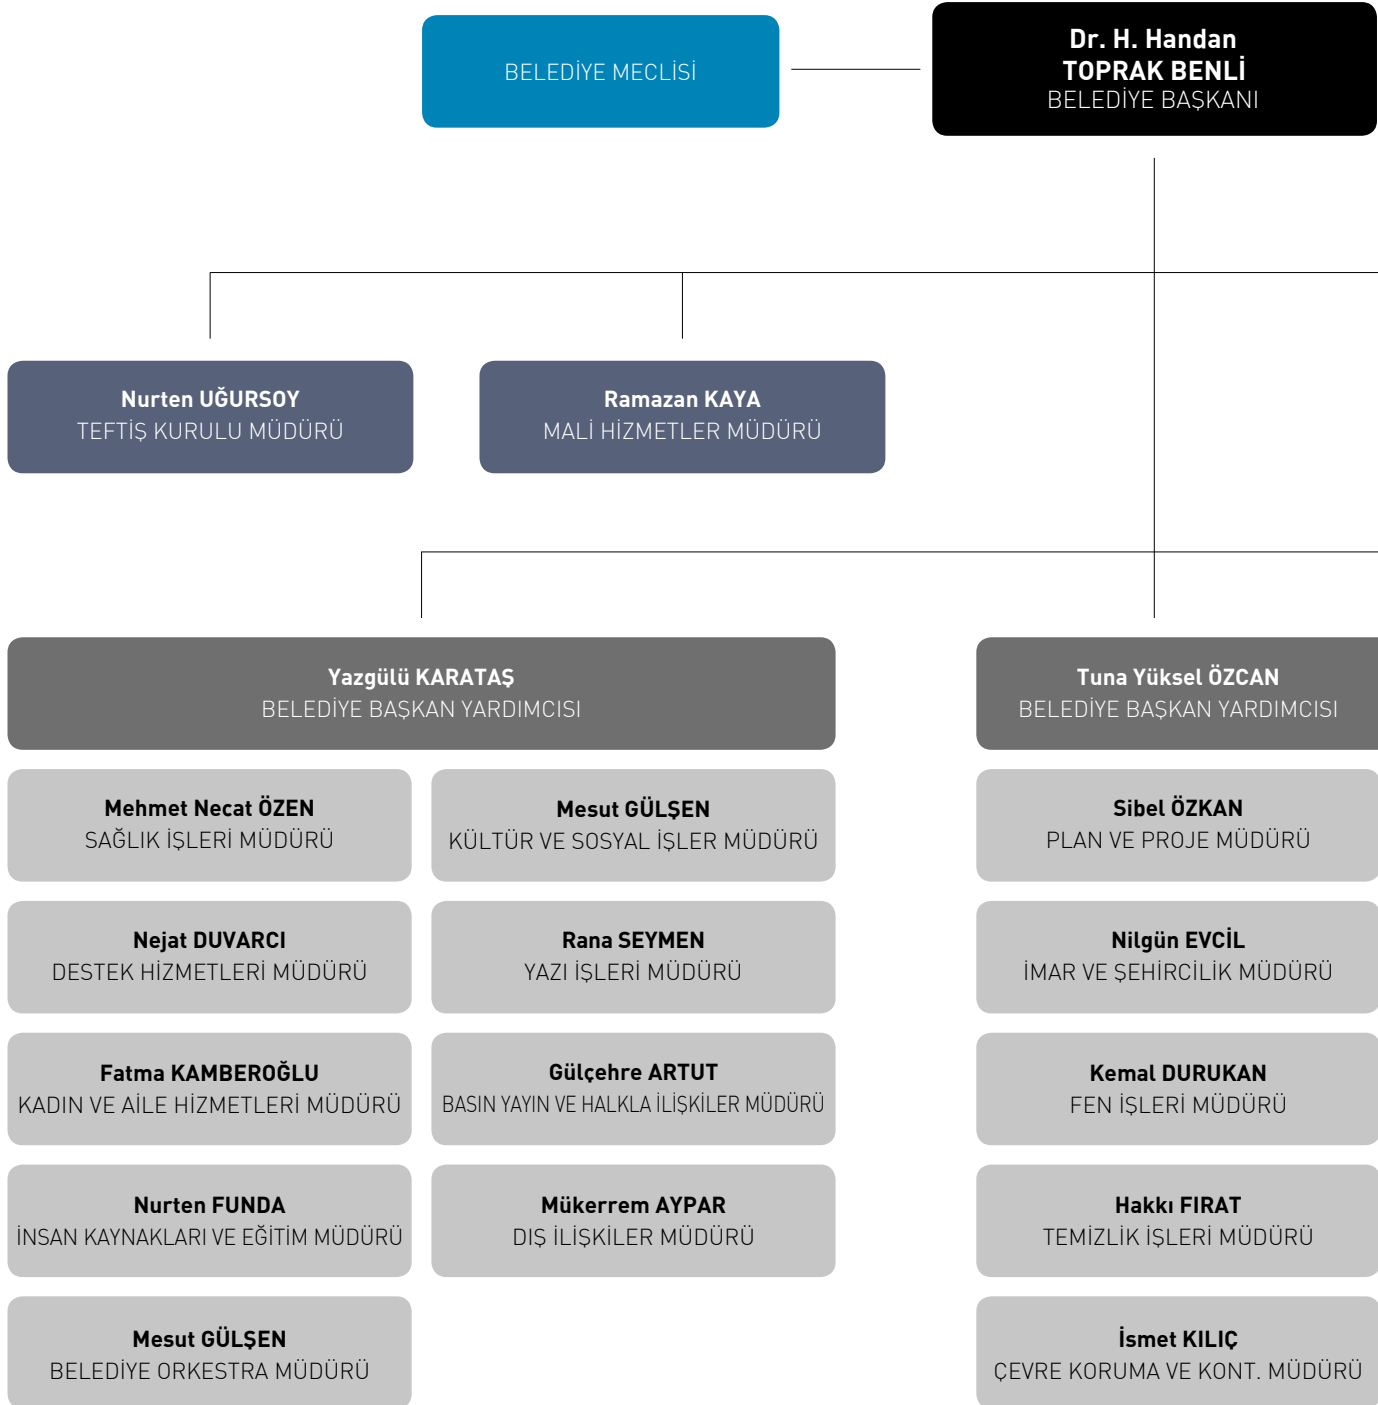 BELEDİYE MECLİSİ
Dr. H. Handan
TOPRAK BENLİ
BELEDİYE BAŞKANI
Nurten UĞURSOY
TEFTİŞ KURULU MÜDÜRÜ
Ramazan KAYA
MALİ HİZMETLER MÜDÜRÜ
Yazgülü KARATAŞ
BELEDİYE BAŞKAN YARDIMCISI
Mehmet Necat ÖZEN
SAĞLIK İŞLERİ MÜDÜRÜ
Mesut GÜLŞEN
KÜLTÜR VE SOSYAL İŞLER MÜDÜRÜ
Nejat DUVARCI
DESTEK HİZMETLERİ MÜDÜRÜ
Rana SEYMEN
YAZI İŞLERİ MÜDÜRÜ
Fatma KAMBEROĞLU
KADIN VE AİLE HİZMETLERİ MÜDÜRÜ
Gülçehre ARTUT
BASIN YAYIN VE HALKLA İLİŞKİLER MÜDÜRÜ
Nurten FUNDA
İNSAN KAYNAKLARI VE EĞİTİM MÜDÜRÜ
Mükerrem AYPAR
DIŞ İLİŞKİLER MÜDÜRÜ
Mesut GÜLŞEN
BELEDİYE ORKESTRA MÜDÜRÜ
Tuna Yüksel ÖZCAN
BELEDİYE BAŞKAN YARDIMCISI
Sibel ÖZKAN
PLAN VE PROJE MÜDÜRÜ
Nilgün EVCİL
İMAR VE ŞEHİRCİLİK MÜDÜRÜ
Kemal DURUKAN
FEN İŞLERİ MÜDÜRÜ
Hakkı FIRAT
TEMİZLİK İŞLERİ MÜDÜRÜ
İsmet KILIÇ
ÇEVRE KORUMA VE KONT. MÜDÜRÜ